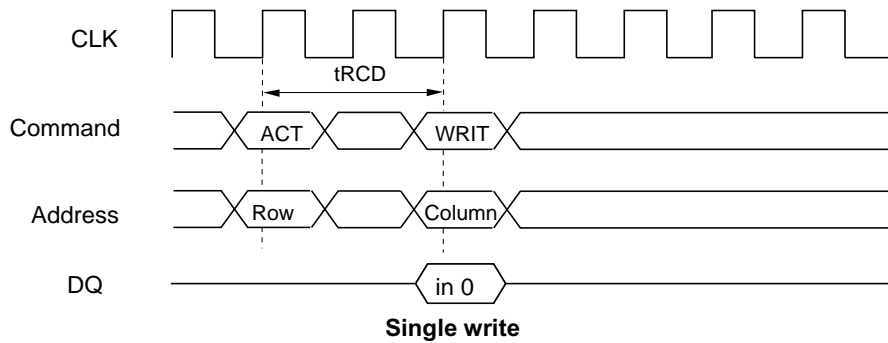 CLK
tRCD
Command
ACT
WRIT
Address
Row
Column
DQ
in 0
Single write